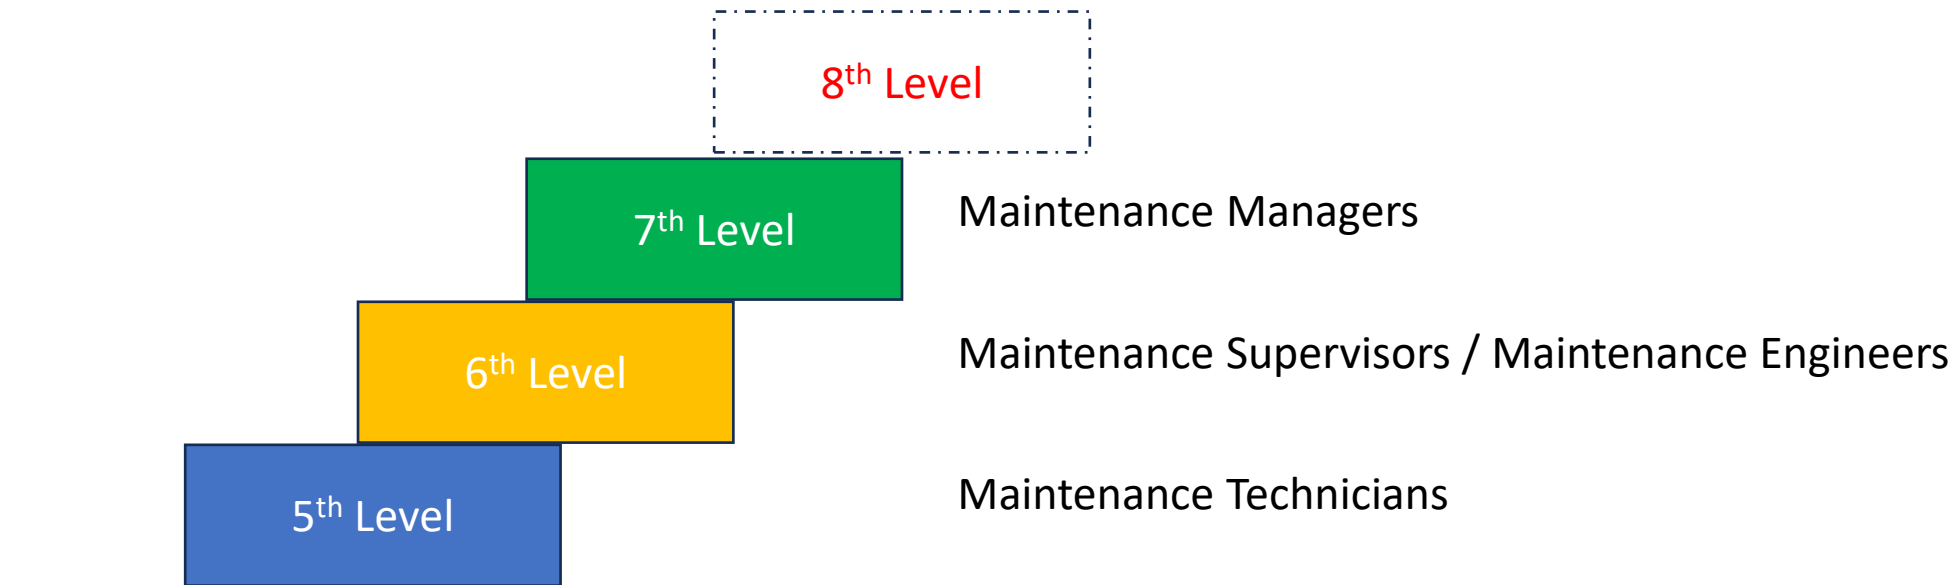 8th Level
7th Level
Maintenance Managers
6th Level
Maintenance Supervisors / Maintenance Engineers
5th Level
Maintenance Technicians